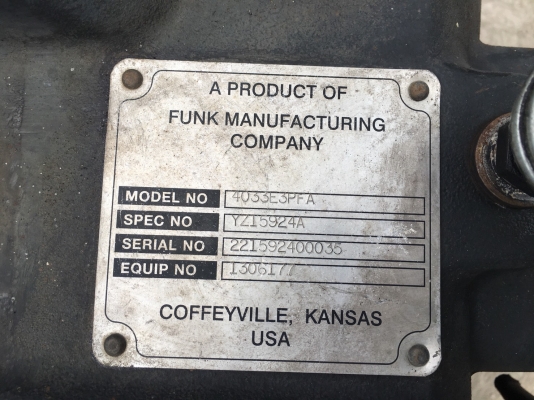 A PRODUCT OF
FUNK MANUFACTURING
COMPANY
MODEL NO 4033E3PFA
SPEC NO YZ15924A
SERIAL NO 221592400035
EQUIP NO 1306177
COFFEYVILLE, KANSAS
USA